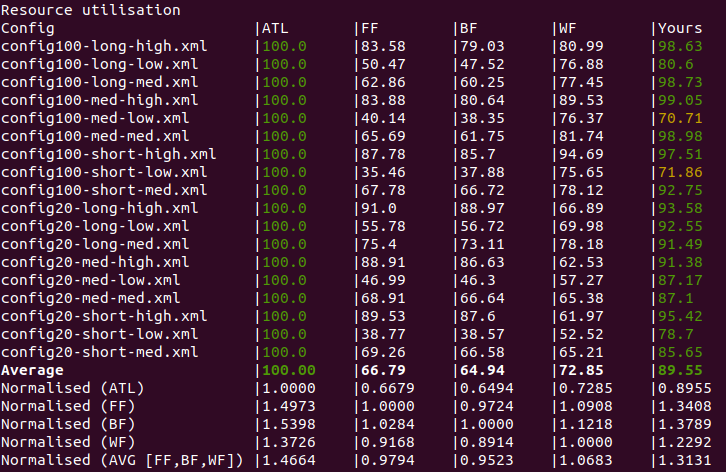 Resource utilisation
Config |ATL |FF |BF |WF |Yours
config100-long-high.xml |100.0 |83.58 |79.03 |80.99 |98.63
config100-long-low.xml |100.0 |50.47 |47.52 |76.88 |80.6
config100-long-med.xml |100.0 |62.86 |60.25 |77.45 |98.73
config100-med-high.xml |100.0 |83.88 |80.64 |89.53 |99.05
config100-med-low.xml |100.0 |40.14 |38.35 |76.37 |70.71
config100-med-med.xml |100.0 |65.69 |61.75 |81.74 |98.98
config100-short-high.xml |100.0 |87.78 |85.7 |94.69 |97.51
config100-short-low.xml |100.0 |35.46 |37.88 |75.65 |71.86
config100-short-med.xml |100.0 |67.78 |66.72 |78.12 |92.75
config20-long-high.xml |100.0 |91.0 |88.97 |66.89 |93.58
config20-long-low.xml |100.0 |55.78 |56.72 |69.98 |92.55
config20-long-med.xml |100.0 |75.4 |73.11 |78.18 |91.49
config20-med-high.xml |100.0 |88.91 |86.63 |62.53 |91.38
config20-med-low.xml |100.0 |46.99 |46.3 |57.27 |87.17
config20-med-med.xml |100.0 |68.91 |66.64 |65.38 |87.1
config20-short-high.xml |100.0 |89.53 |87.6 |61.97 |95.42
config20-short-low.xml |100.0 |38.77 |38.57 |52.52 |78.7
config20-short-med.xml |100.0 |69.26 |66.58 |65.21 |85.65
Average |100.00 |66.79 |64.94 |72.85 |89.55
Normalised (ATL) |1.0000 |0.6679 |0.6494 |0.7285 |0.8955
Normalised (FF) |1.4973 |1.0000 |0.9724 |1.0908 |1.3408
Normalised (BF) |1.5398 |1.0284 |1.0000 |1.1218 |1.3789
Normalised (WF) |1.3726 |0.9168 |0.8914 |1.0000 |1.2292
Normalised (AVG [FF,BF,WF]) |1.4664 |0.9794 |0.9523 |1.0683 |1.3131